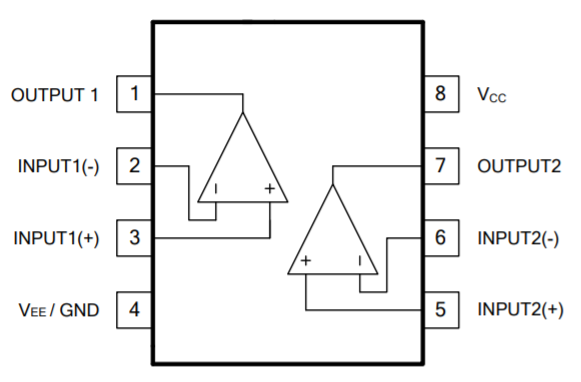 OUTPUT 1 1 8 VCC
INPUT1(-) 2 7 OUTPUT2
- +
INPUT1(+) 3 6 INPUT2(-)
+ -
VEE / GND 4 5 INPUT2(+)